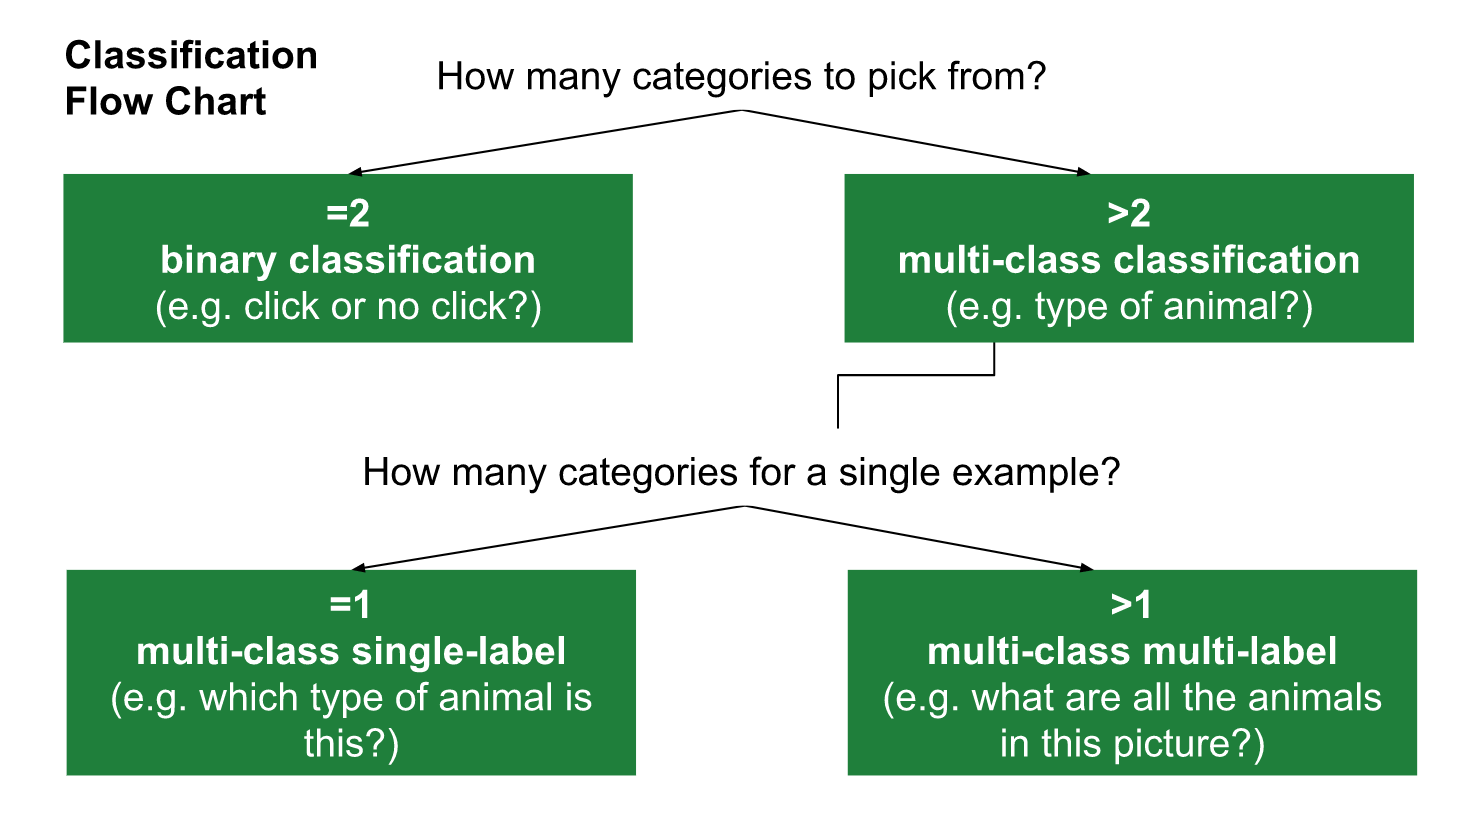 Classification
Flow Chart
How many categories to pick from?
=2
binary classification
(e.g. click or no click?)
>2
multi-class classification
(e.g. type of animal?)
How many categories for a single example?
=1
multi-class single-label
(e.g. which type of animal is
this?)
>1
multi-class multi-label
(e.g. what are all the animals
in this picture?)